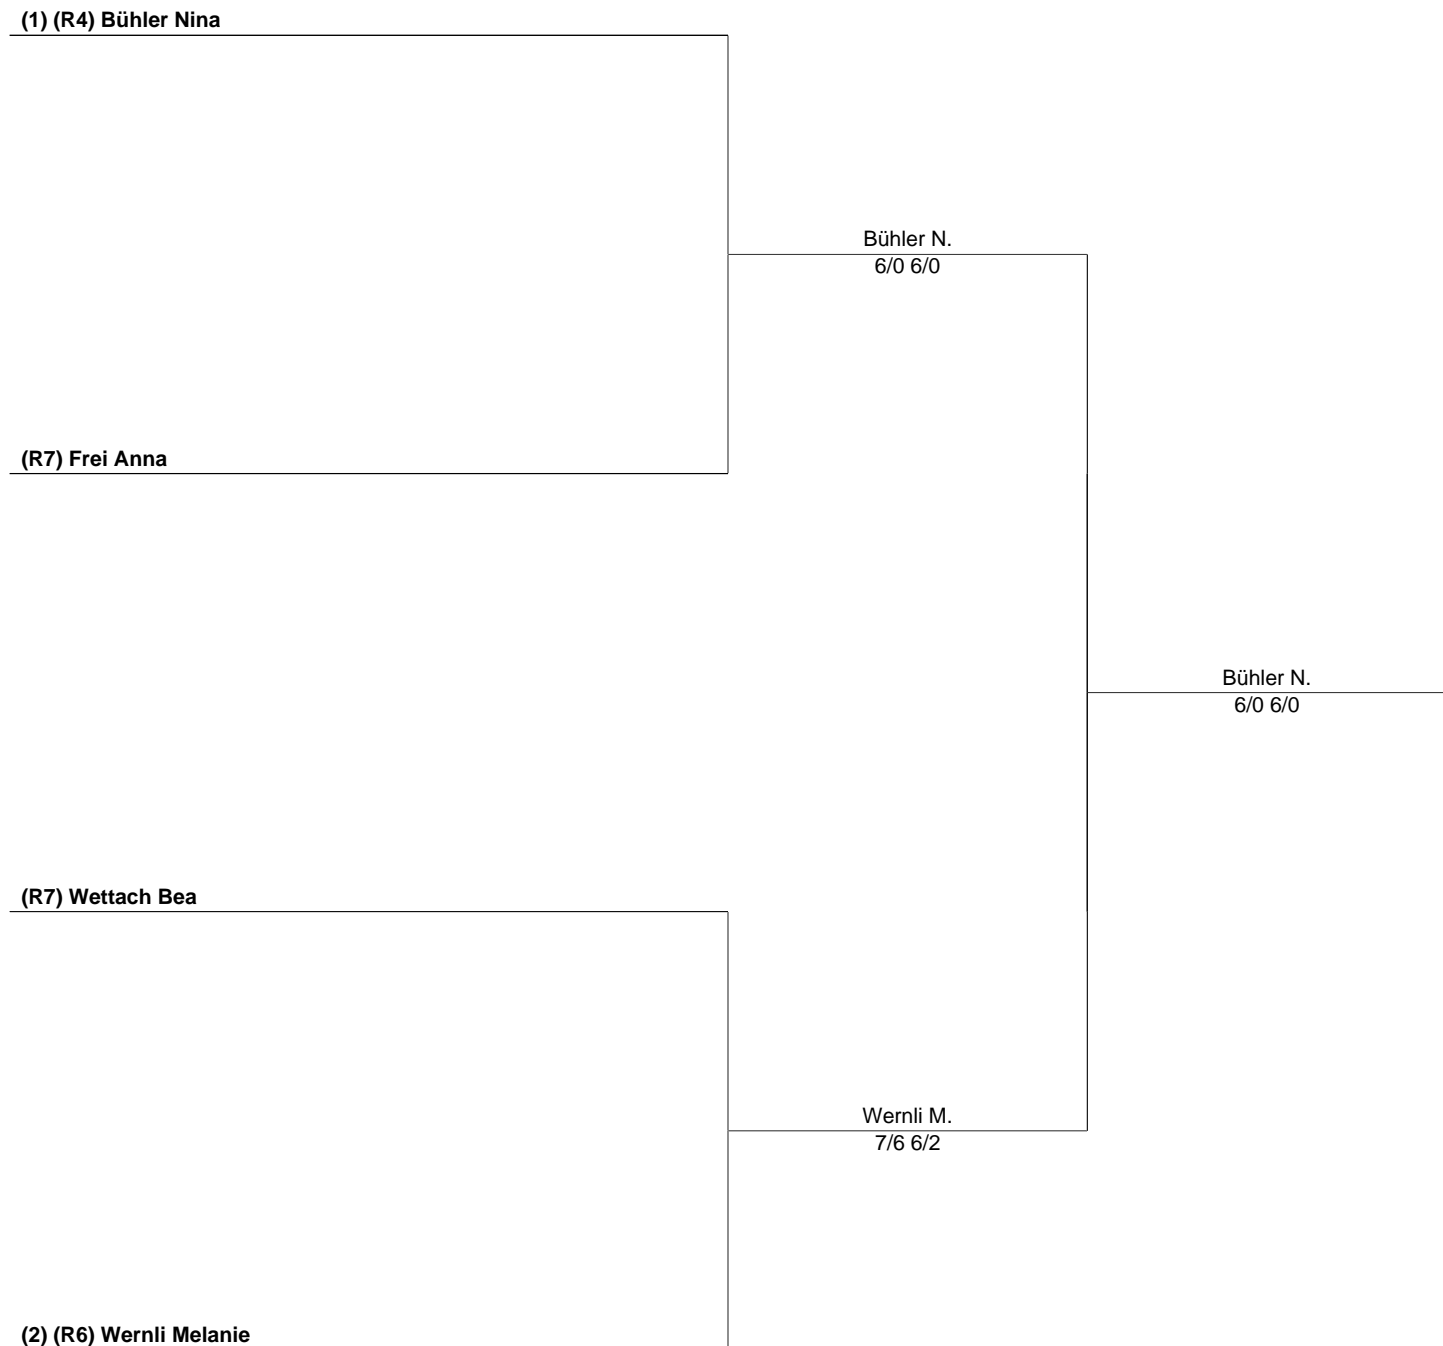 (1) (R4) Bühler Nina
Bühler N.
6/0 6/0
(R7) Frei Anna
Bühler N.
6/0 6/0
(R7) Wettach Bea
Wernli M.
7/6 6/2
(2) (R6) Wernli Melanie